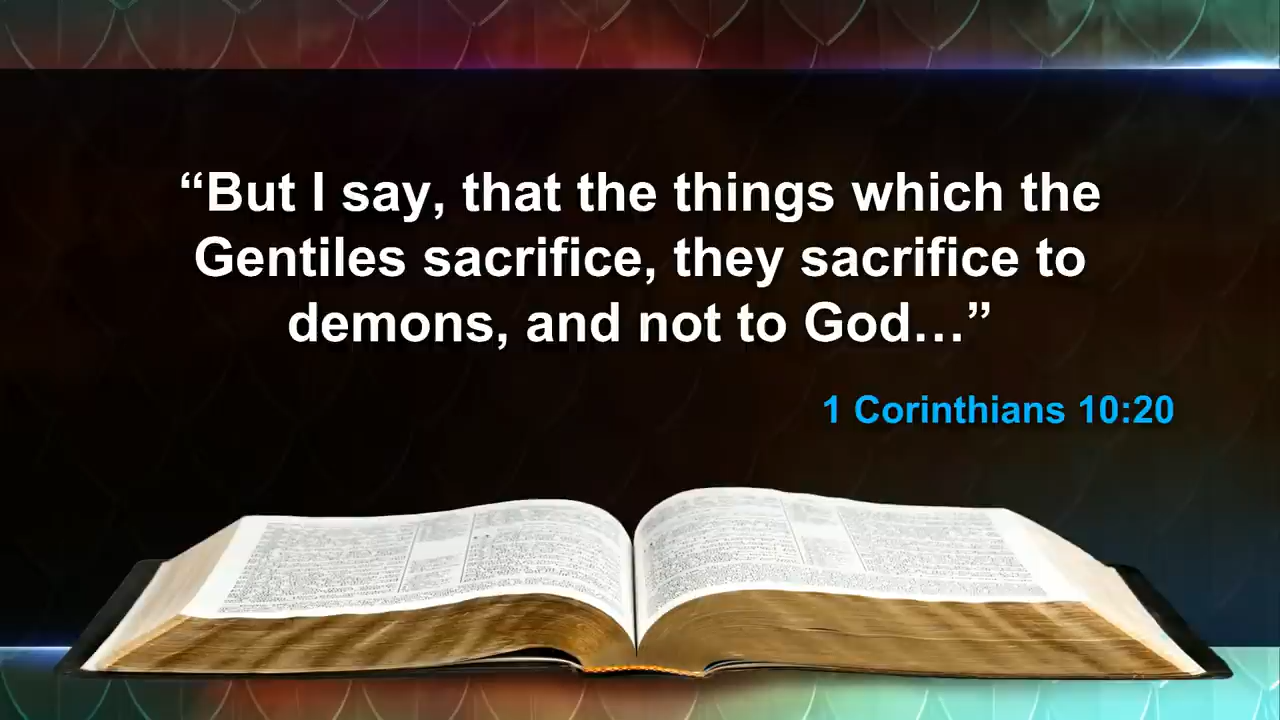 “But I say, that the things which the
Gentiles sacrifice, they sacrifice to
demons, and not to God…”
1 Corinthians 10:20